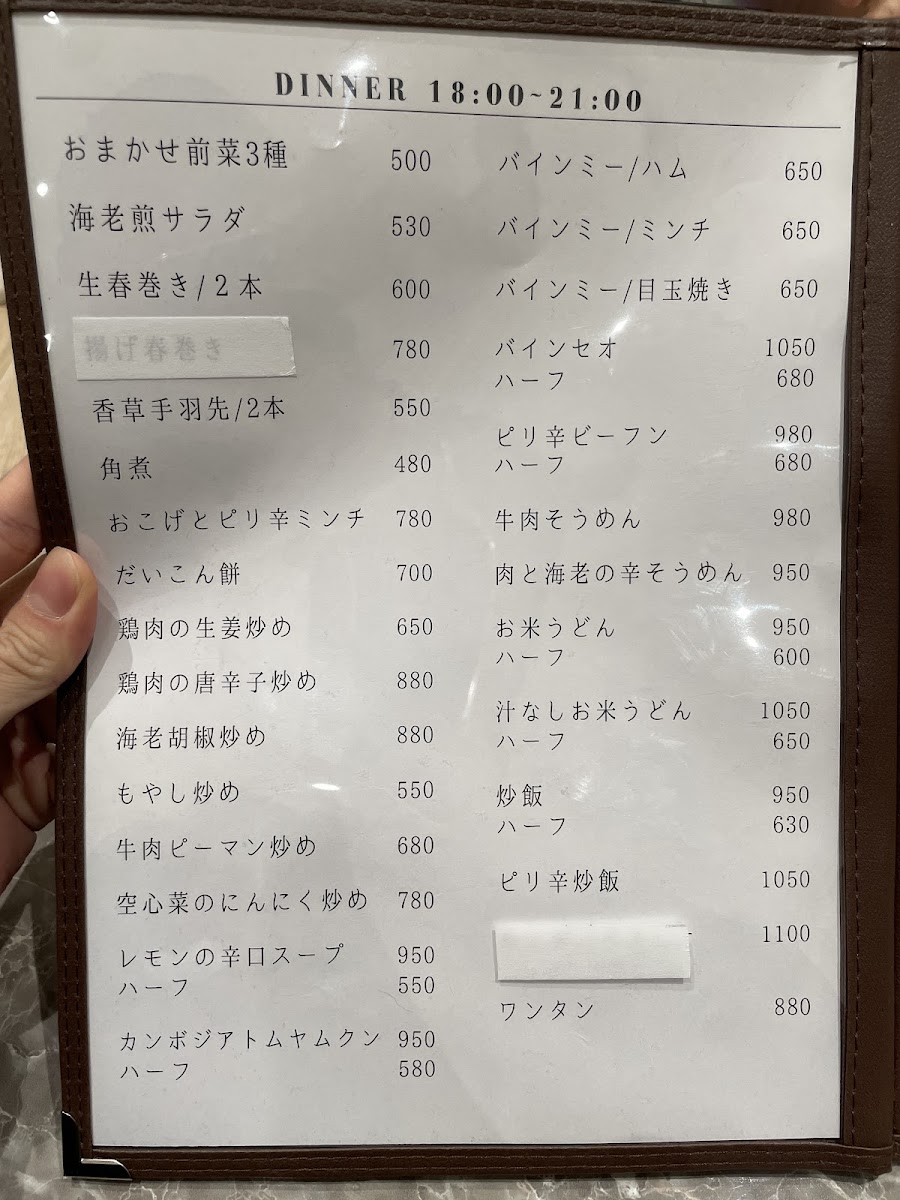 DINNER 18:00~21:00
おまかせ前菜3種 500
海老煎サラダ 530
生春巻き/２本 600
揚げ春巻き 780
香草手羽先/2本 550
角煮 480
おこげとピリ辛ミンチ 780
だいこん餅 700
鶏肉の生姜炒め 650
鶏肉の唐辛子炒め 880
海老胡椒炒め 880
もやし炒め 550
牛肉ピーマン炒め 680
空心菜のにんにく炒め 780
レモンの辛口スープ 950
ハーフ 550
カンボジアトムヤムクン 950
ハーフ 580
バインミー/ハム 650
バインミー/ミンチ 650
バインミー/目玉焼き 650
バインセオ 1050
ハーフ 680
ピリ辛ビーフン 980
ハーフ 680
牛肉そうめん 980
肉と海老の辛そうめん 950
お米うどん 950
ハーフ 600
汁なしお米うどん 1050
ハーフ 650
炒飯 950
ハーフ 630
ピリ辛炒飯 1050
1100
ワンタン 880